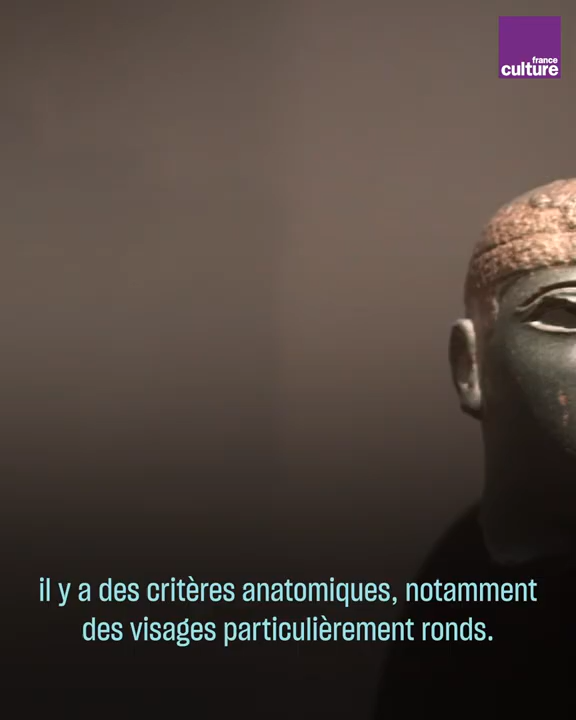 france
culture
il y a des critères anatomiques, notamment
des visages particulièrement ronds.